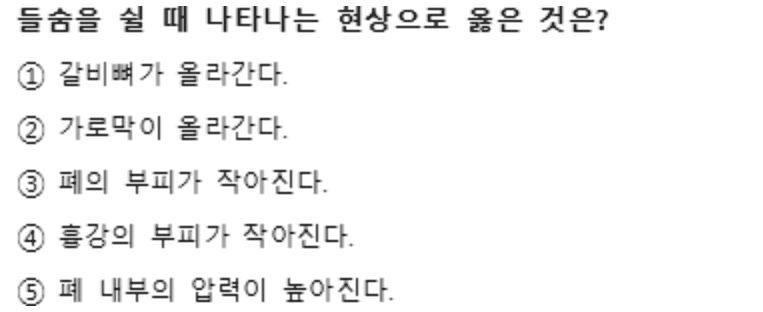 들숨을 쉴 때 나타나는 현상으로 옳은 것은?
① 갈비뼈가 올라간다.
② 가로막이 올라간다.
③ 폐의 부피가 작아진다.
④ 흉강의 부피가 작아진다.
⑤ 폐 내부의 압력이 높아진다.